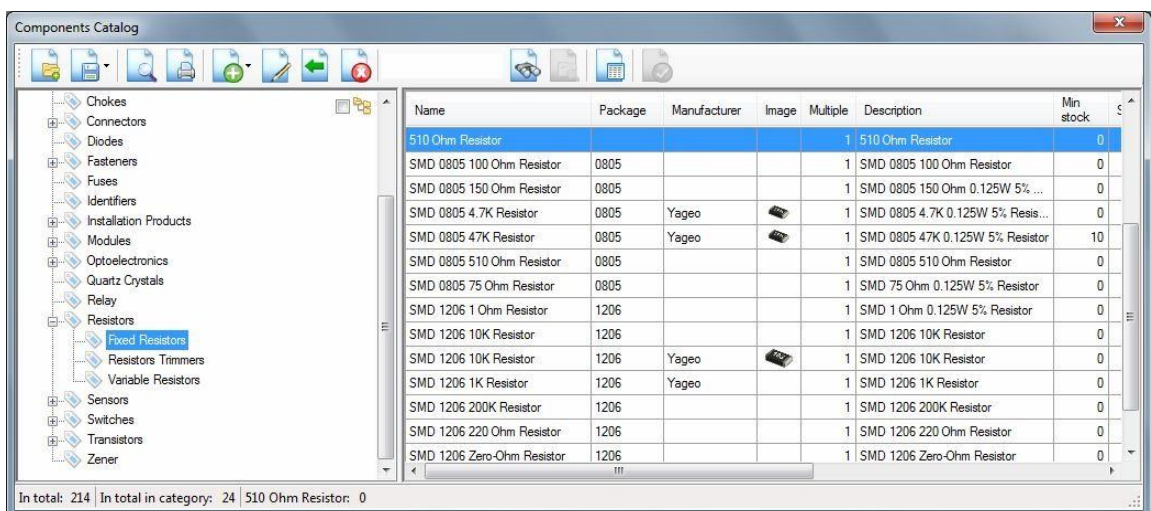 Components Catalog
Chokes
Connectors
Diodes
Fasteners
Fuses
Identifiers
Installation Products
Modules
Optoelectronics
Quartz Crystals
Relay
Resistors
Fixed Resistors
Resistors Trimmers
Variable Resistors
Sensors
Switches
Transistors
Zener
Name Package Manufacturer Image Multiple Description Min stock S
510 Ohm Resistor 1 510 Ohm Resistor 0
SMD 0805 100 Ohm Resistor 0805 1 SMD 0805 100 Ohm Resistor 0
SMD 0805 150 Ohm Resistor 0805 1 SMD 0805 150 Ohm 0.125W 5% ... 0
SMD 0805 4.7K Resistor 0805 Yageo 1 SMD 0805 4.7K 0.125W 5% Resis... 0
SMD 0805 47K Resistor 0805 Yageo 1 SMD 0805 47K 0.125W 5% Resistor 10
SMD 0805 510 Ohm Resistor 0805 1 SMD 0805 510 Ohm Resistor 0
SMD 0805 75 Ohm Resistor 0805 1 SMD 75 Ohm 0.125W 5% Resistor 0
SMD 1206 1 Ohm Resistor 1206 1 SMD 1 Ohm 0.125W 5% Resistor 0
SMD 1206 10K Resistor 1206 1 SMD 1206 10K Resistor 0
SMD 1206 10K Resistor 1206 Yageo 1 SMD 1206 10K Resistor 0
SMD 1206 1K Resistor 1206 Yageo 1 SMD 1206 1K Resistor 0
SMD 1206 200K Resistor 1206 1 SMD 1206 200K Resistor 0
SMD 1206 220 Ohm Resistor 1206 1 SMD 1206 220 Ohm Resistor 0
SMD 1206 Zero-Ohm Resistor 1206 1 SMD 1206 Zero-Ohm Resistor 0
In total: 214 In total in category: 24 510 Ohm Resistor: 0